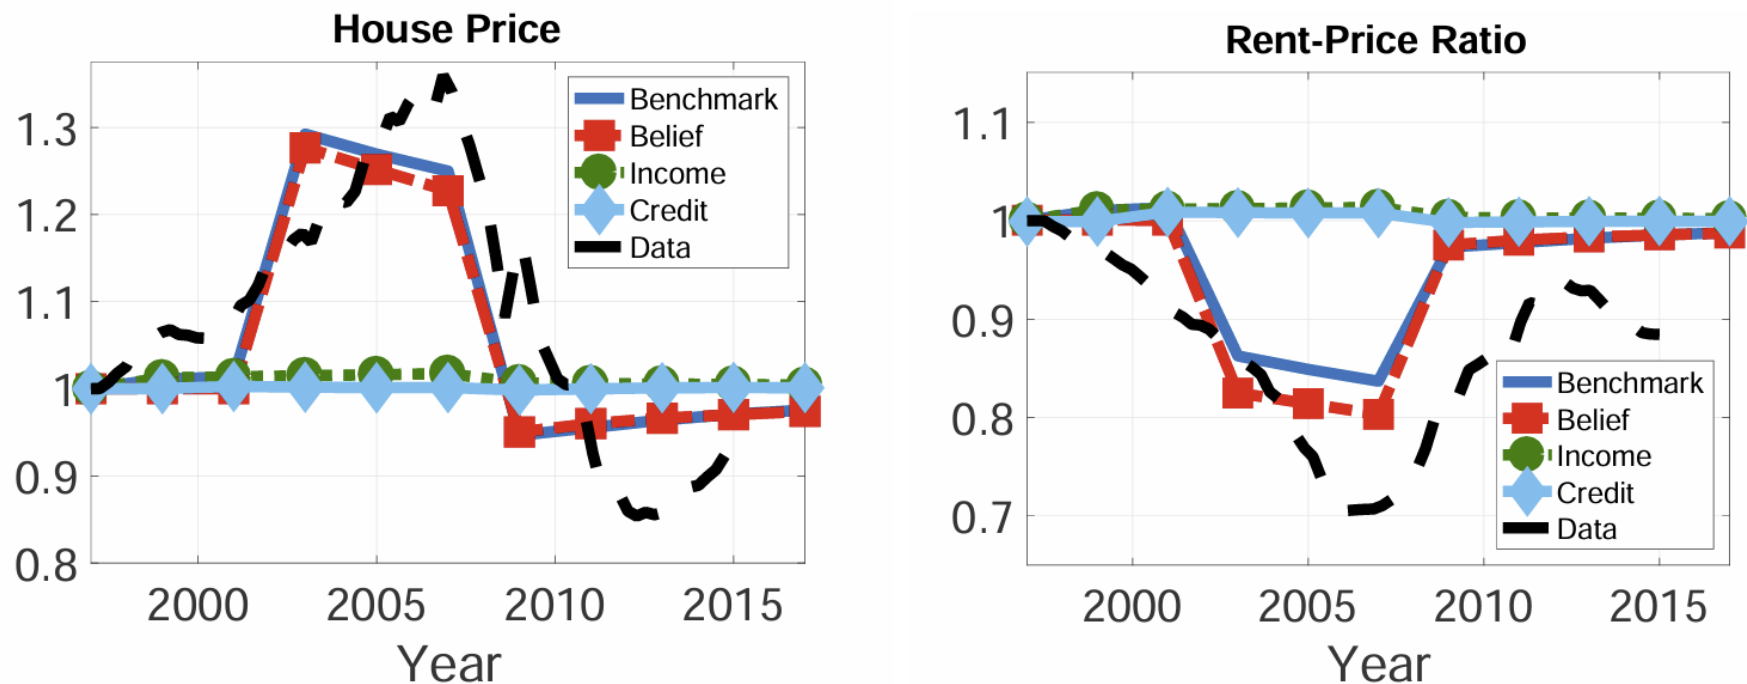 House Price
1.3
1.2
1.1
1
0.9
0.8
2000 2005 2010 2015
Year
Benchmark
Belief
Income
Credit
Data
Rent-Price Ratio
1.1
1
0.9
0.8
0.7
2000 2005 2010 2015
Year
Benchmark
Belief
Income
Credit
Data